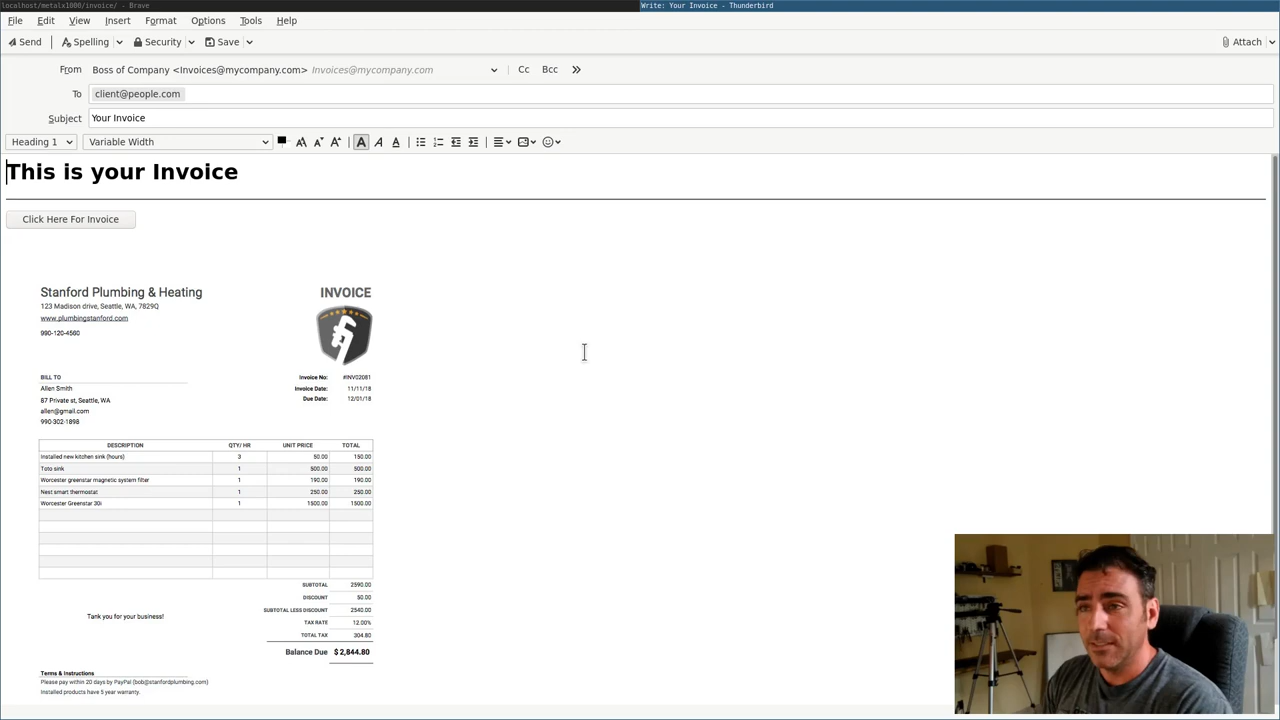 localhost/metalx1000/invoice/ - Brave
Write: Your Invoice - Thunderbird
File Edit View Insert Format Options Tools Help
Send Spelling Security Save Attach
From Boss of Company <Invoices@mycompany.com> Invoices@mycompany.com Cc Bcc
To client@people.com
Subject Your Invoice
Heading 1 Variable Width
This is your Invoice
Click Here For Invoice
Stanford Plumbing & Heating INVOICE
123 Madison drive, Seattle, WA, 7829Q
www.plumbingstanford.com
990-120-4560
BILL TO Invoice No: #INV02081
Allen Smith Invoice Date: 11/11/18
87 Private st, Seattle, WA Due Date: 12/01/18
allen@gmail.com
990-302-1898
DESCRIPTION QTY/ HR UNIT PRICE TOTAL
Installed new kitchen sink (hours) 3 50.00 150.00
Toto sink 1 500.00 500.00
Worcester greenstar magnetic system filter 1 190.00 190.00
Nest smart thermostat 1 250.00 250.00
Worcester Greenstar 30i 1 1500.00 1500.00
SUBTOTAL 2590.00
DISCOUNT 50.00
SUBTOTAL LESS DISCOUNT 2540.00
Tank you for your business!
TAX RATE 12.00%
TOTAL TAX 304.80
Balance Due $ 2,844.80
Terms & Instructions
Please pay within 20 days by PayPal (bob@stanfordplumbing.com)
Installed products have 5 year warranty.